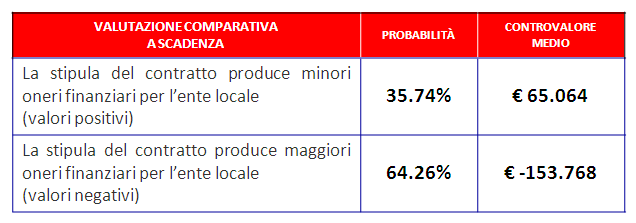 VALUTAZIONE COMPARATIVA
A SCADENZA
PROBABILITÀ
CONTROVALORE
MEDIO
La stipula del contratto produce minori
oneri finanziari per l'ente locale
(valori positivi)
35.74%
€ 65.064
La stipula del contratto produce maggiori
oneri finanziari per l'ente locale
(valori negativi)
64.26%
€ -153.768